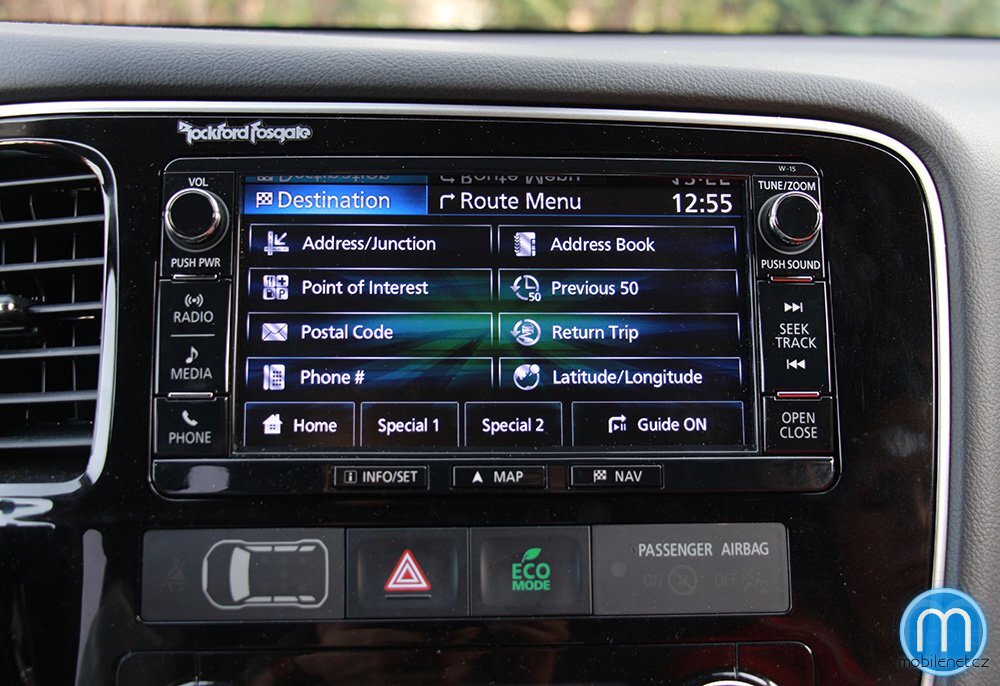 Rockford Fosgate
W-15
VOL
TUNE/ZOOM
Destination
Route Menu
12:55
PUSH PWR
PUSH SOUND
Address/Junction
Address Book
Point of Interest
50
Previous 50
RADIO
Postal Code
Return Trip
SEEK
TRACK
MEDIA
Phone #
Latitude/Longitude
PHONE
Home
Special 1
Special 2
Guide ON
OPEN
CLOSE
INFO/SET
MAP
NAV
PASSENGER AIRBAG
ON
ECO
MODE
m
mobilenet.cz